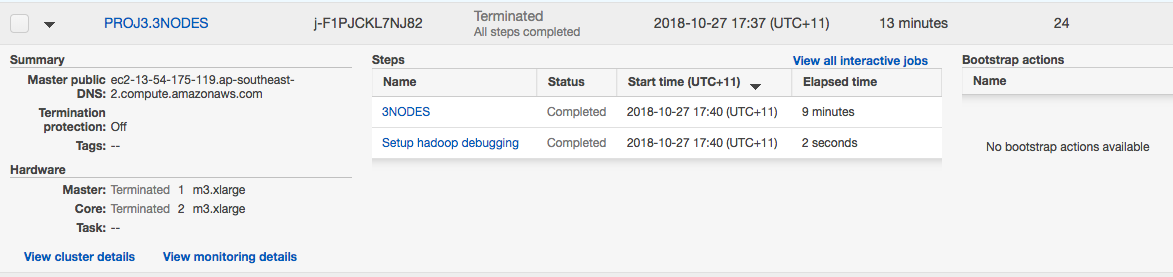 PROJ3.3NODES j-F1PJCKL7NJ82 Terminated 2018-10-27 17:37 (UTC+11) 13 minutes 24
All steps completed
Summary
Master public DNS: ec2-13-54-175-119.ap-southeast-
2.compute.amazonaws.com
Termination protection: Off
Tags: --
Hardware
Master: Terminated 1 m3.xlarge
Core: Terminated 2 m3.xlarge
Task: --
View cluster details View monitoring details
Steps View all interactive jobs
Name Status Start time (UTC+11) Elapsed time
3NODES Completed 2018-10-27 17:40 (UTC+11) 9 minutes
Setup hadoop debugging Completed 2018-10-27 17:40 (UTC+11) 2 seconds
Bootstrap actions
Name
No bootstrap actions available